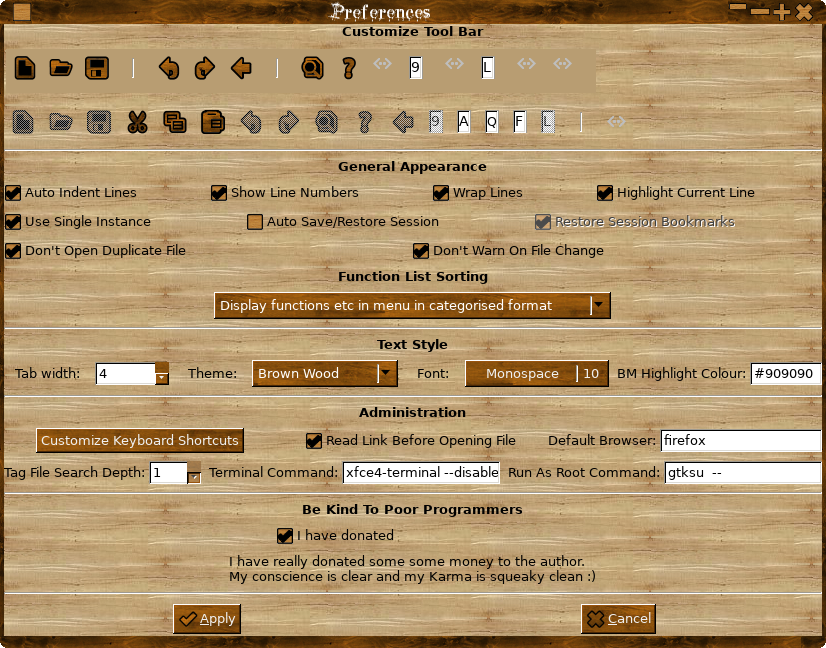 Preferences
Customize Tool Bar
9 L
9 A Q F L
General Appearance
Auto Indent Lines Show Line Numbers Wrap Lines Highlight Current Line
Use Single Instance Auto Save/Restore Session Restore Session Bookmarks
Don't Open Duplicate File Don't Warn On File Change
Function List Sorting
Display functions etc in menu in categorised format
Text Style
Tab width: 4 Theme: Brown Wood Font: Monospace 10 BM Highlight Colour: #909090
Administration
Customize Keyboard Shortcuts Read Link Before Opening File Default Browser: firefox
Tag File Search Depth: 1 Terminal Command: xfce4-terminal --disable Run As Root Command: gtksu --
Be Kind To Poor Programmers
I have donated
I have really donated some some money to the author.
My conscience is clear and my Karma is squeaky clean :)
Apply Cancel